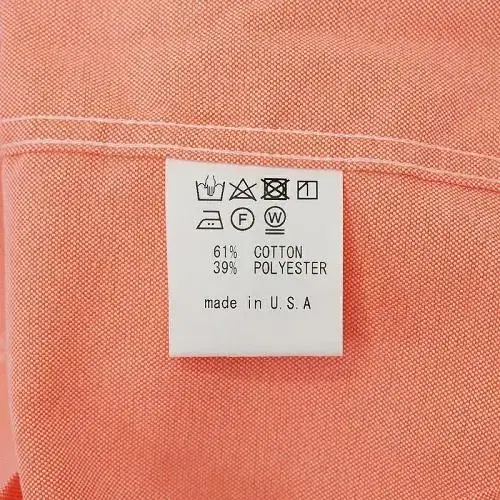 F W
61% COTTON
39% POLYESTER
made in U.S.A